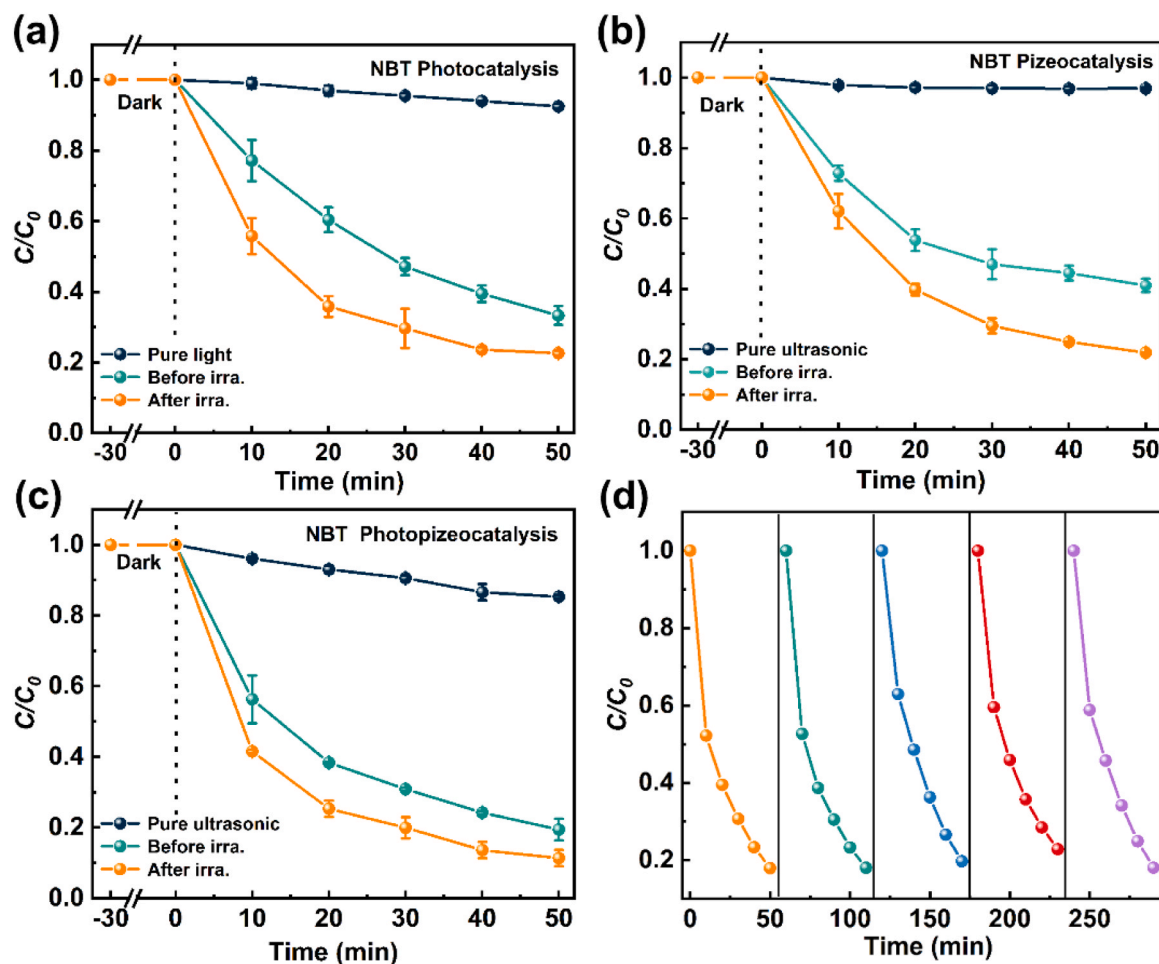 (a)
NBT Photocatalysis
Dark
C/C0
1.0
0.8
0.6
0.4
0.2
0.0
Pure light
Before irra.
After irra.
-30 0 10 20 30 40 50
Time (min)
(b)
NBT Pizeocatalysis
Dark
C/C0
1.0
0.8
0.6
0.4
0.2
0.0
Pure ultrasonic
Before irra.
After irra.
-30 0 10 20 30 40 50
Time (min)
(c)
NBT Photopizeocatalysis
Dark
C/C0
1.0
0.8
0.6
0.4
0.2
0.0
Pure ultrasonic
Before irra.
After irra.
-30 0 10 20 30 40 50
Time (min)
(d)
C/C0
1.0
0.8
0.6
0.4
0.2
0 50 100 150 200 250
Time (min)